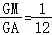 GM/GA = 1/12